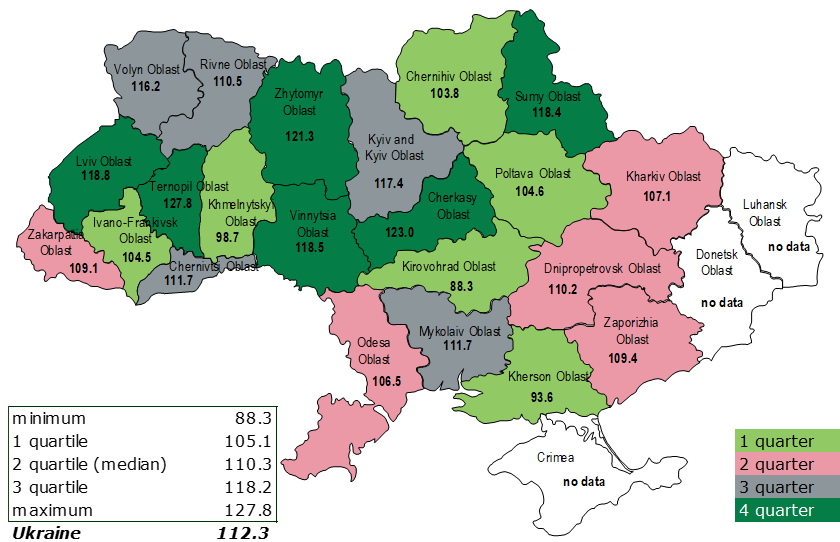 Volyn Oblast
116.2
Rivne Oblast
110.5
Zhytomyr
Oblast
121.3
Kyiv and
Kyiv Oblast
117.4
Chernihiv Oblast
103.8
Sumy Oblast
118.4
Lviv Oblast
118.8
Ternopil Oblast
127.8
Khmelnytskyi
Oblast
98.7
Vinnytsia
Oblast
118.5
Cherkasy
Oblast
123.0
Poltava Oblast
104.6
Kharkiv Oblast
107.1
Luhansk
Oblast
no data
Donetsk
Oblast
no data
Zakarpattia
Oblast
109.1
Ivano-Frankivsk
Oblast
104.5
Chernivtsi Oblast
111.7
Kirovohrad Oblast
88.3
Dnipropetrovsk Oblast
110.2
Zaporizhia
Oblast
109.4
Odesa
Oblast
106.5
Mykolaiv Oblast
111.7
Kherson Oblast
93.6
Crimea
no data
minimum 88.3
1 quartile 105.1
2 quartile (median) 110.3
3 quartile 118.2
maximum 127.8
Ukraine 112.3
1 quarter
2 quarter
3 quarter
4 quarter